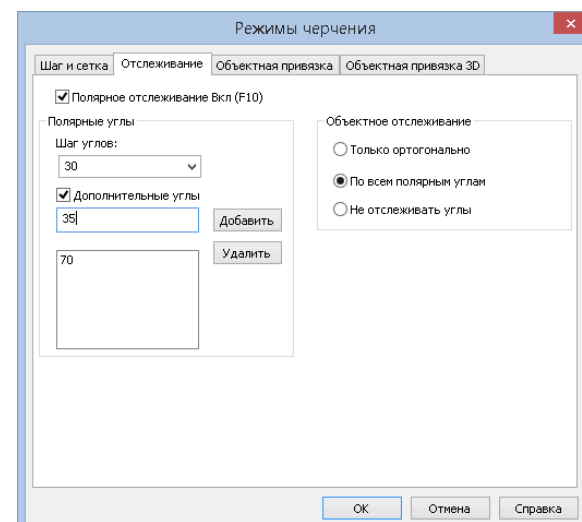 Режимы черчения
Шаг и сетка Отслеживание Объектная привязка Объектная привязка 3D
Полярное отслеживание Вкл (F10)
Полярные углы
Шаг углов:
30
Дополнительные углы
35
Добавить
Удалить
70
Объектное отслеживание
Только ортогонально
По всем полярным углам
Не отслеживать углы
ОК Отмена Справка